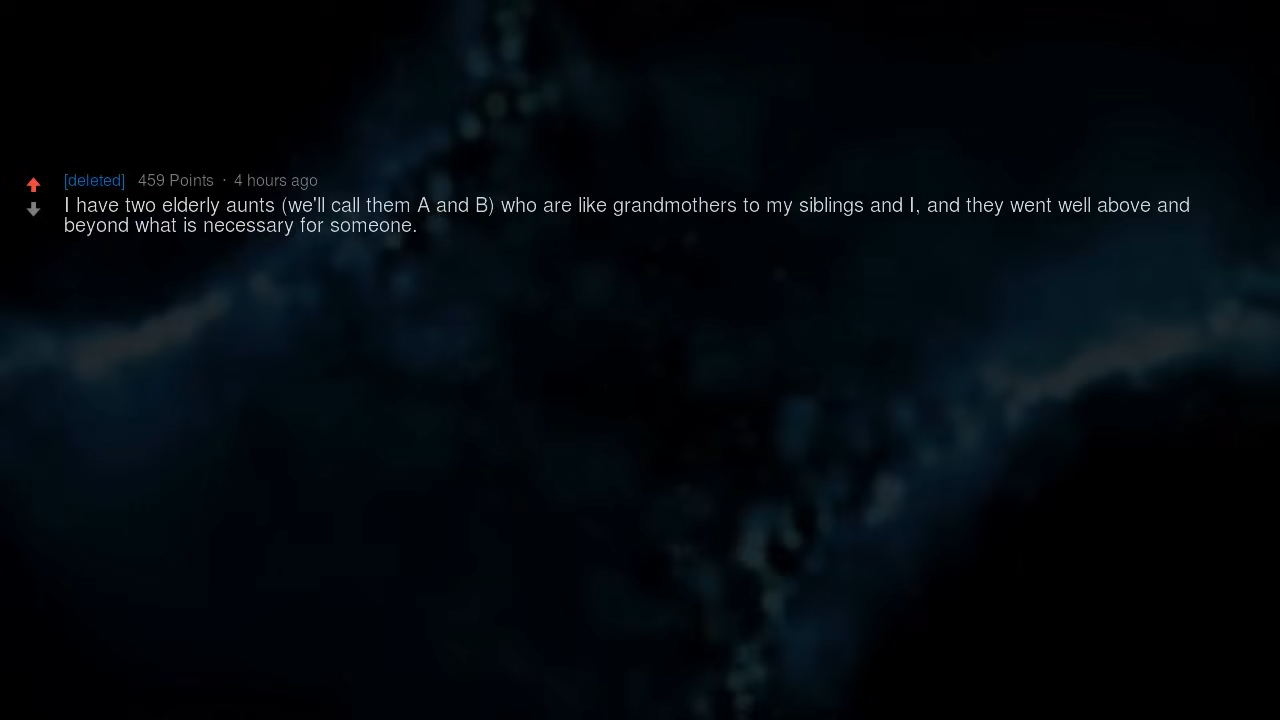 [deleted] 459 Points · 4 hours ago
I have two elderly aunts (we'll call them A and B) who are like grandmothers to my siblings and I, and they went well above and
beyond what is necessary for someone.